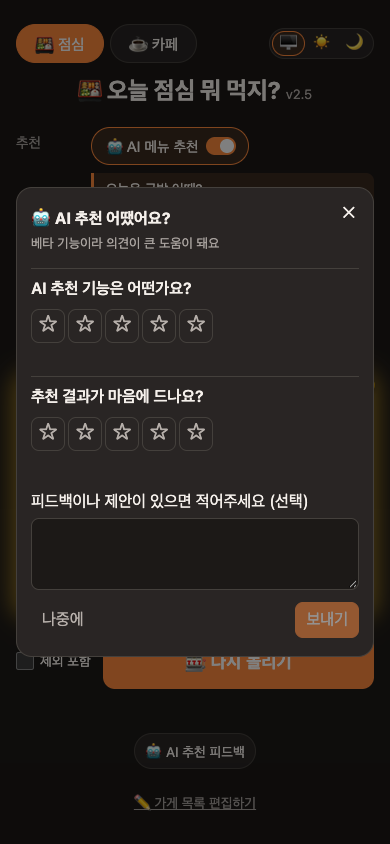 점심
카페
오늘 점심 뭐 먹지? v2.5
추천
AI 메뉴 추천
AI 추천 어땠어요?
베타 기능이라 의견이 큰 도움이 돼요
AI 추천 기능은 어떤가요?
추천 결과가 마음에 드나요?
피드백이나 제안이 있으면 적어주세요 (선택)
나중에
보내기
제외 포함
다시 돌리기
AI 추천 피드백
가게 목록 편집하기